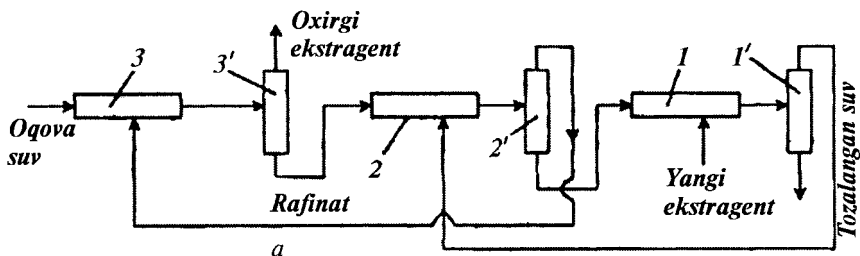 Oxirgi
ekstragent
3
3'
1
1'
Oqova
suv
2
2'
Rafinat
Yangi
ekstragent
Tozalangan suv
a